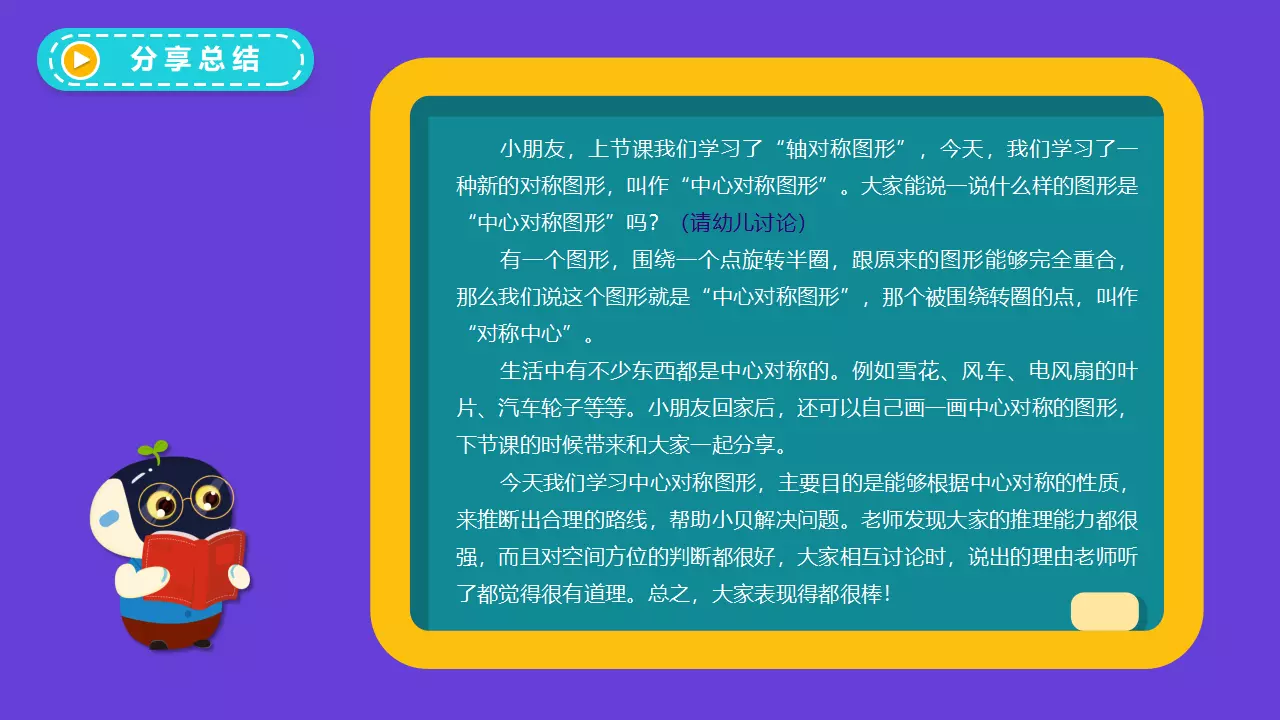 分享总结
小朋友，上节课我们学习了“轴对称图形”，今天，我们学习了一
种新的对称图形，叫作“中心对称图形”。大家能说一说什么样的图形是
“中心对称图形”吗？（请幼儿讨论）
有一个图形，围绕一个点旋转半圈，跟原来的图形能够完全重合，
那么我们说这个图形就是“中心对称图形”，那个被围绕转圈的点，叫作
“对称中心”。
生活中有不少东西都是中心对称的。例如雪花、风车、电风扇的叶
片、汽车轮子等等。小朋友回家后，还可以自己画一画中心对称的图形，
下节课的时候带来和大家一起分享。
今天我们学习中心对称图形，主要目的是能够根据中心对称的性质，
来推断出合理的路线，帮助小贝解决问题。老师发现大家的推理能力都很
强，而且对空间方位的判断都很好，大家相互讨论时，说出的理由老师听
了都觉得很有道理。总之，大家表现得都很棒！